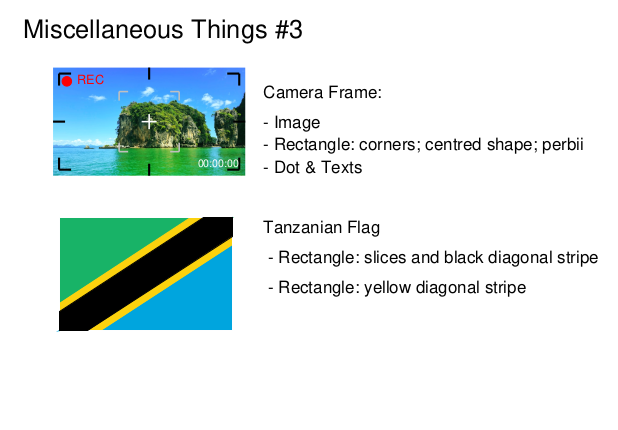 Miscellaneous Things #3
REC
00:00:00
Camera Frame:
- Image
- Rectangle: corners; centred shape; perbii
- Dot & Texts
Tanzanian Flag
- Rectangle: slices and black diagonal stripe
- Rectangle: yellow diagonal stripe